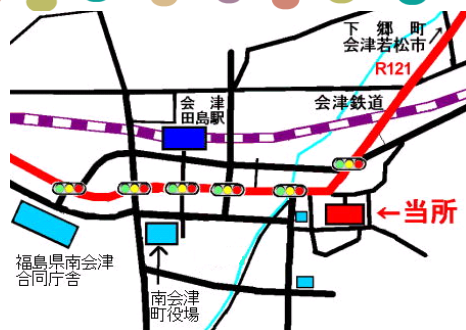 下 郷 町
会津若松市
R121
会 津
田島駅
会津鉄道
←当所
福島県南会津
合同庁舎
南会津
町役場